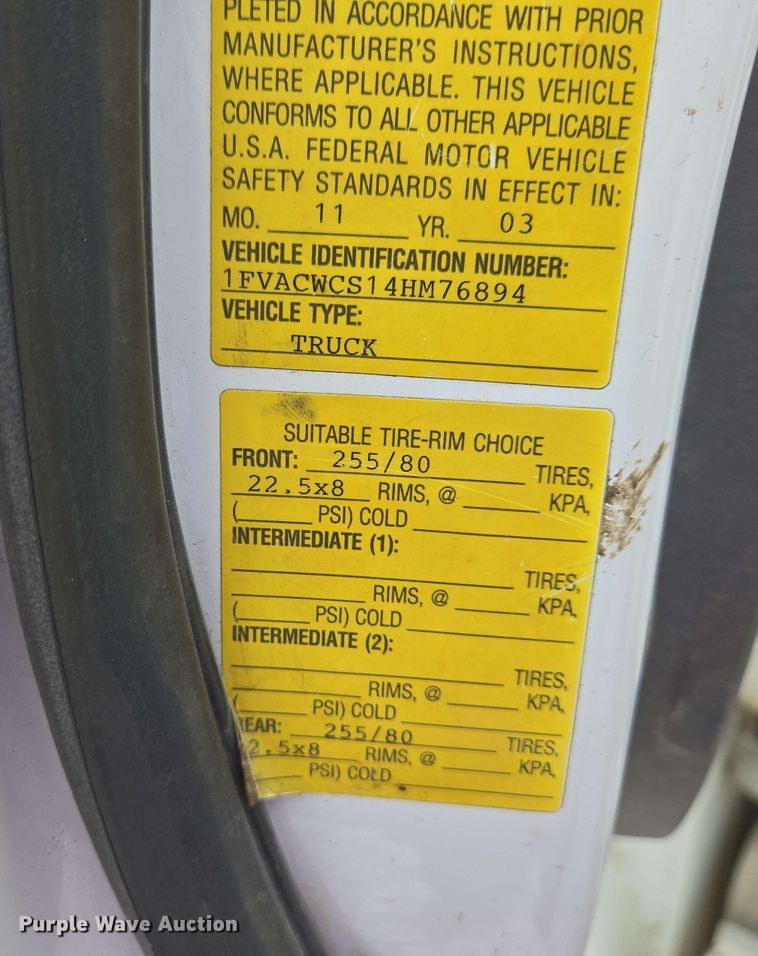 PLETED IN ACCORDANCE WITH PRIOR
MANUFACTURER'S INSTRUCTIONS,
WHERE APPLICABLE. THIS VEHICLE
CONFORMS TO ALL OTHER APPLICABLE
U.S.A. FEDERAL MOTOR VEHICLE
SAFETY STANDARDS IN EFFECT IN:
MO. 11 YR. 03
VEHICLE IDENTIFICATION NUMBER:
1FVACWCS14HM76894
VEHICLE TYPE:
TRUCK
SUITABLE TIRE-RIM CHOICE
FRONT: 255/80 TIRES,
22.5x8 RIMS, @ KPA,
( PSI) COLD
INTERMEDIATE (1):
TIRES,
RIMS, @ KPA,
( PSI) COLD
INTERMEDIATE (2):
TIRES,
RIMS, @ KPA,
( PSI) COLD
EAR: 255/80 TIRES,
2.5x8 RIMS, @ KPA,
PSI) COLD
Purple Wave Auction